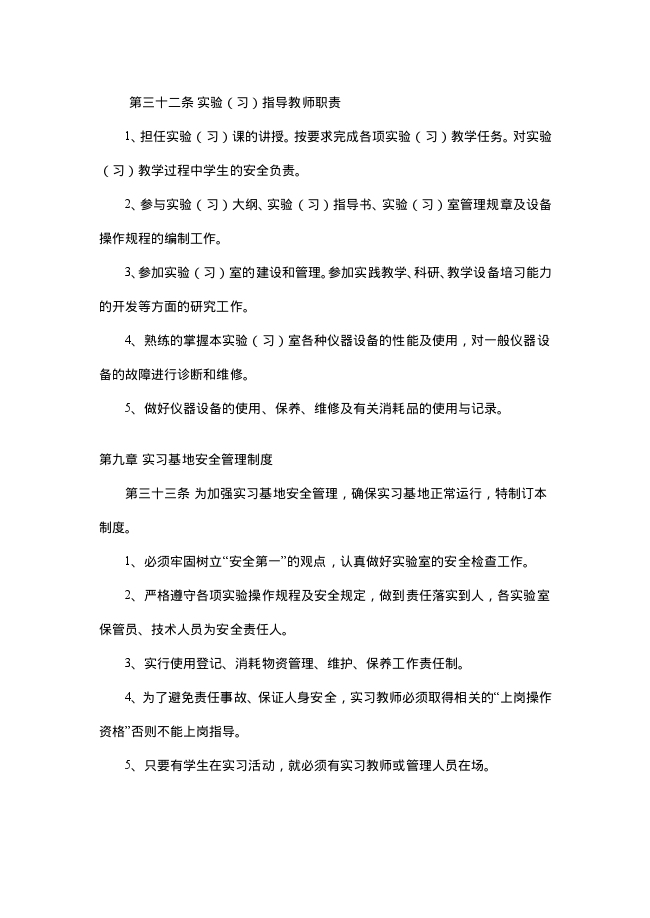 第三十二条 实验（习）指导教师职责
1、担任实验（习）课的讲授。按要求完成各项实验（习）教学任务。对实验
（习）教学过程中学生的安全负责。
2、参与实验（习）大纲、实验（习）指导书、实验（习）室管理规章及设备
操作规程的编制工作。
3、参加实验（习）室的建设和管理。参加实践教学、科研、教学设备培习能力
的开发等方面的研究工作。
4、熟练的掌握本实验（习）室各种仪器设备的性能及使用，对一般仪器设
备的故障进行诊断和维修。
5、做好仪器设备的使用、保养、维修及有关消耗品的使用与记录。
第九章 实习基地安全管理制度
第三十三条 为加强实习基地安全管理，确保实习基地正常运行，特制订本
制度。
1、必须牢固树立“安全第一”的观点，认真做好实验室的安全检查工作。
2、严格遵守各项实验操作规程及安全规定，做到责任落实到人，各实验室
保管员、技术人员为安全责任人。
3、实行使用登记、消耗物资管理、维护、保养工作责任制。
4、为了避免责任事故、保证人身安全，实习教师必须取得相关的“上岗操作
资格”否则不能上岗指导。
5、只要有学生在实习活动，就必须有实习教师或管理人员在场。